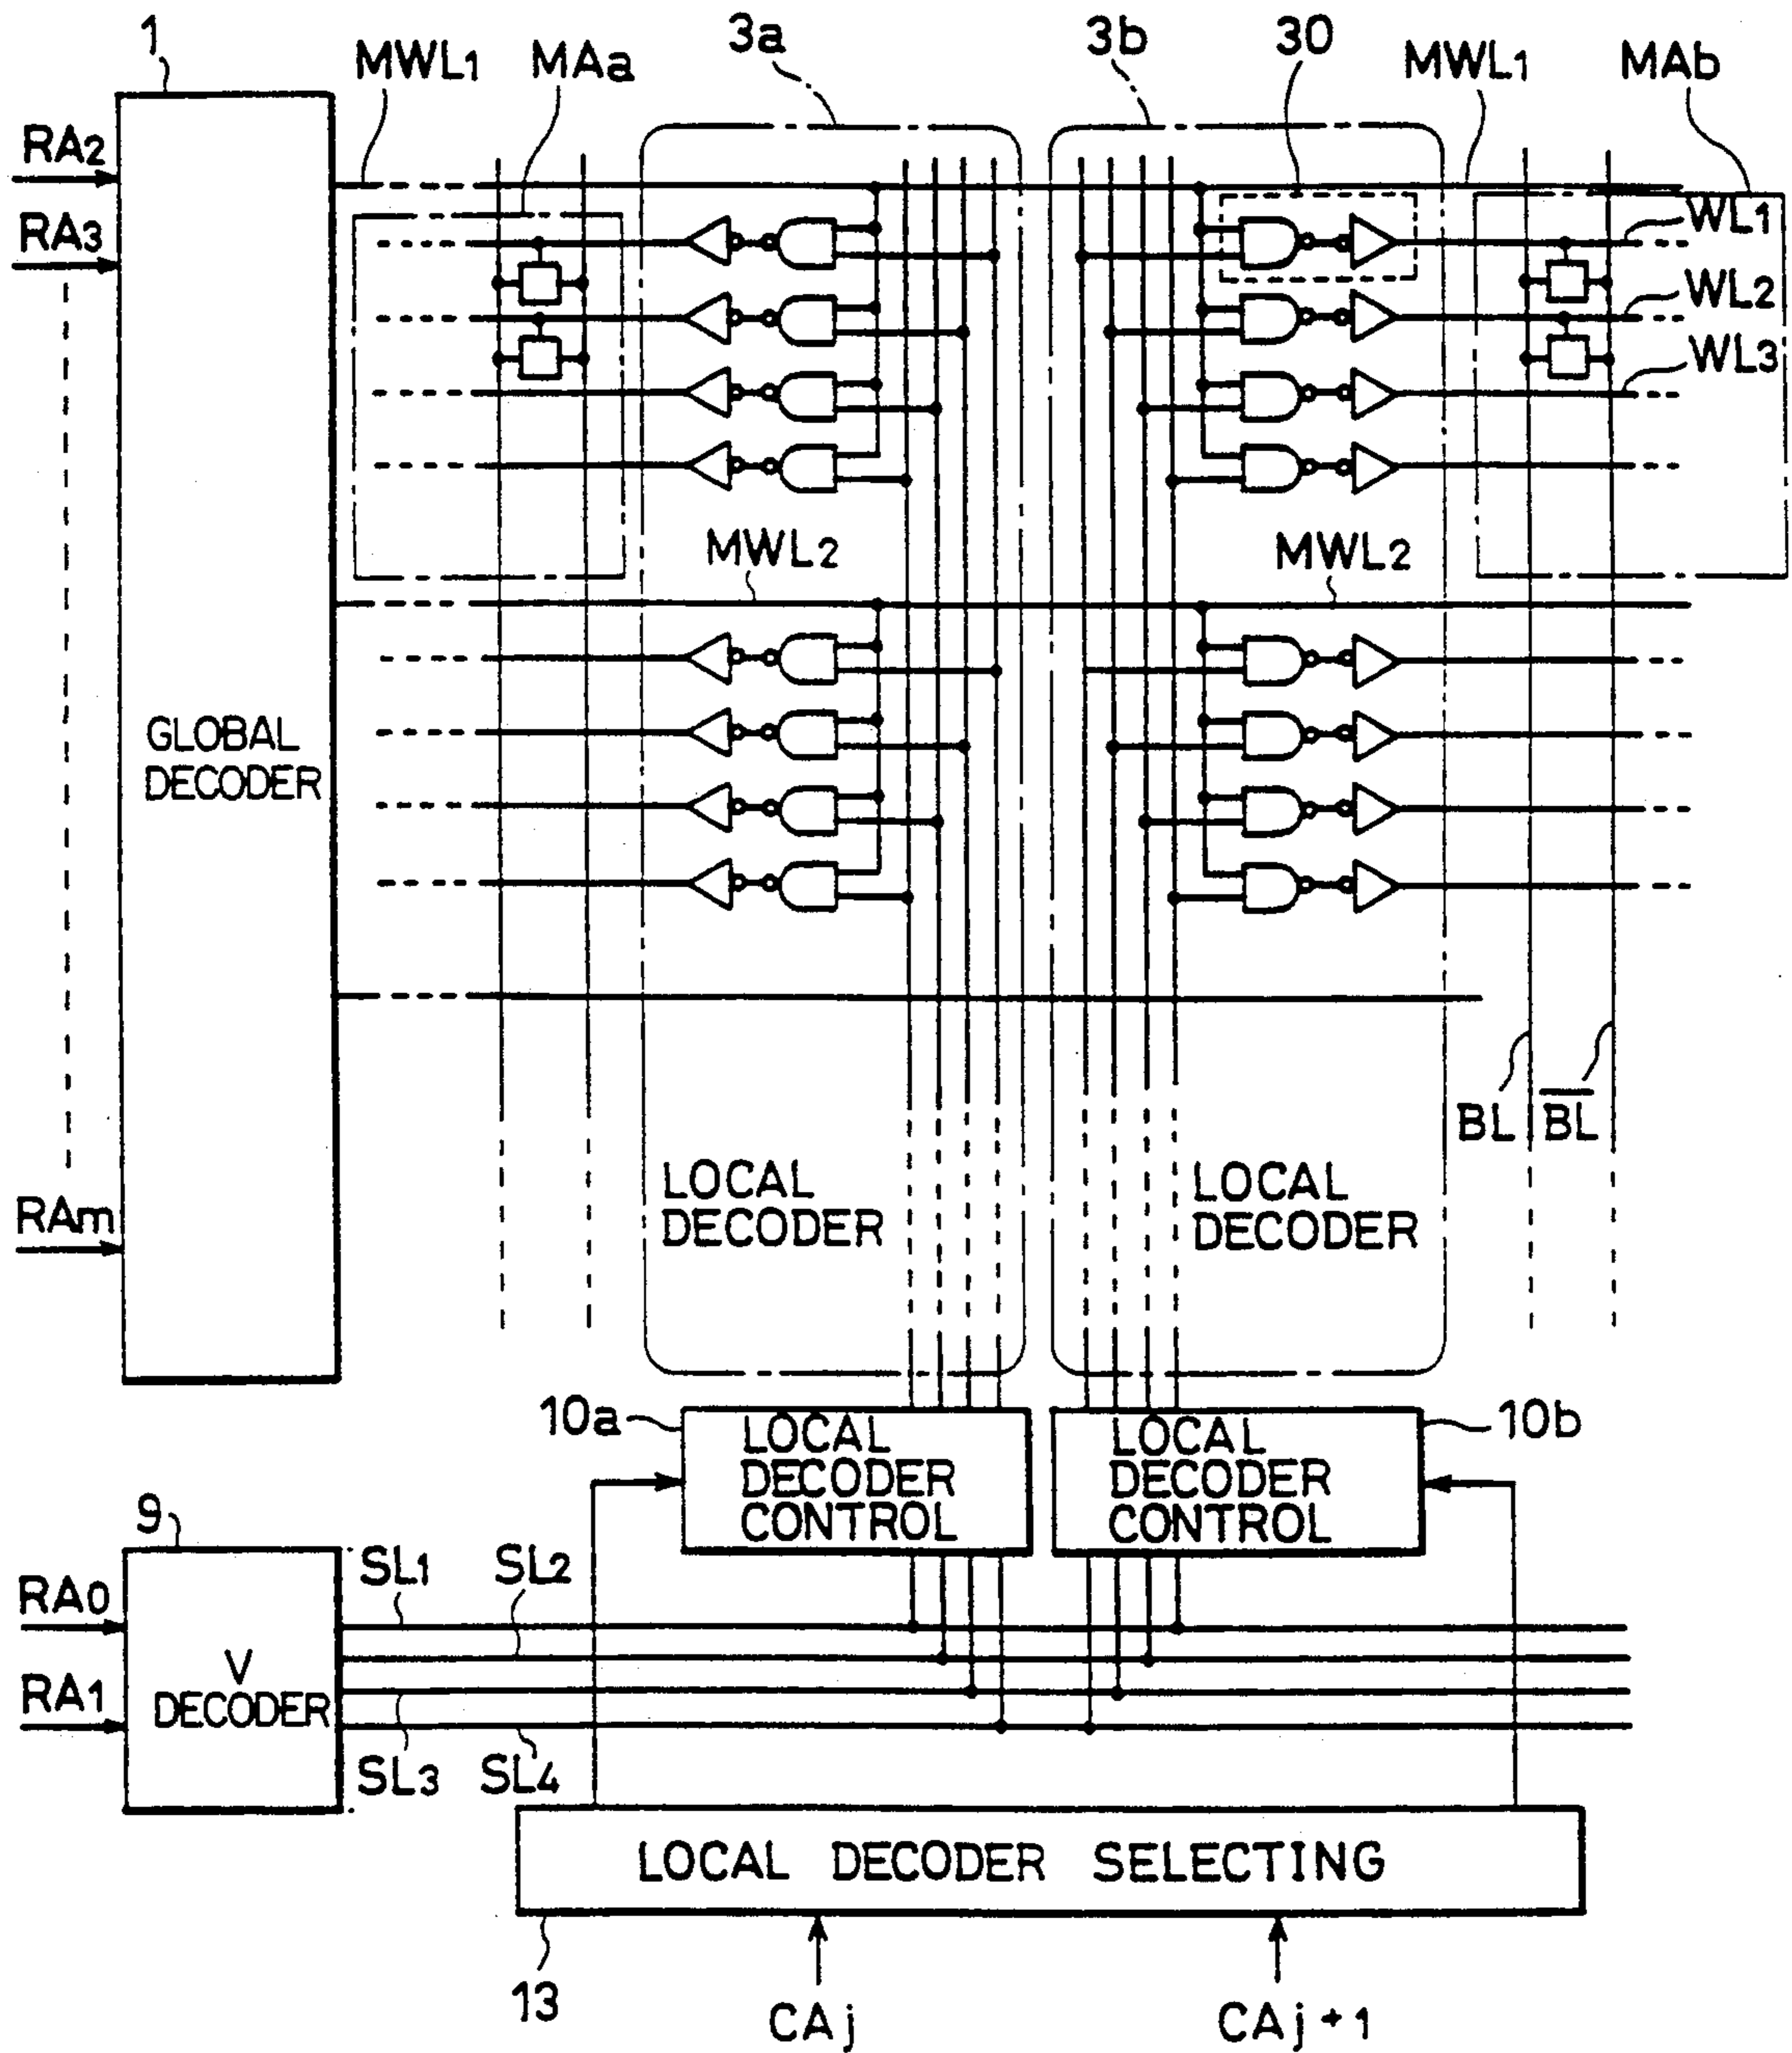 1
MWL1
MAa
3a
3b
30
MWL1
MAb
RA2
RA3
WL1
WL2
WL3
MWL2
MWL2
GLOBAL
DECODER
BL
BL
RAm
LOCAL
DECODER
LOCAL
DECODER
10a
LOCAL
DECODER
CONTROL
LOCAL
DECODER
CONTROL
10b
9
SL1
SL2
RA0
V
DECODER
RA1
SL3
SL4
LOCAL DECODER SELECTING
13
CAj
CAj+1